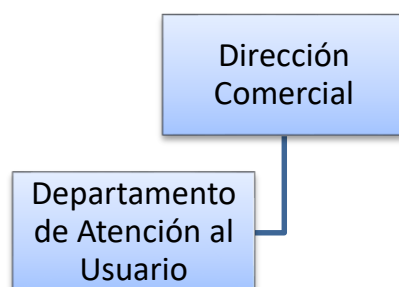 Dirección
Comercial
Departamento
de Atención al
Usuario